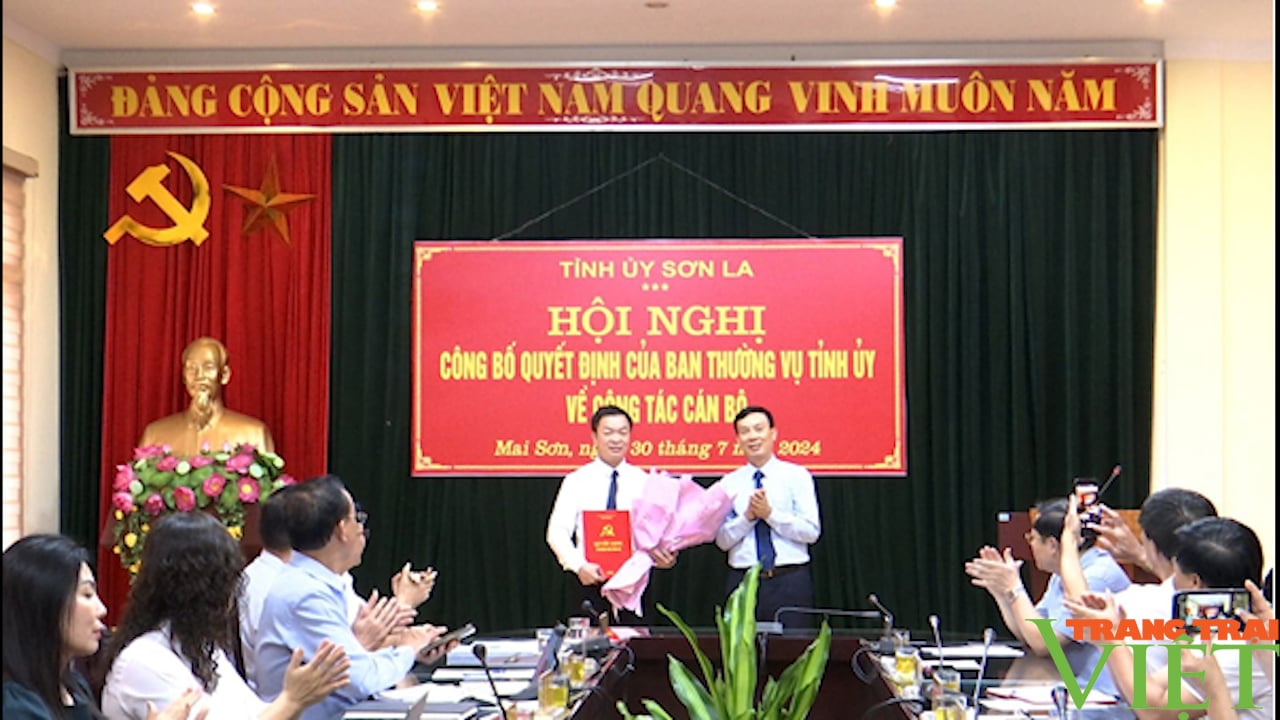 ĐẢNG CỘNG SẢN VIỆT NAM QUANG VINH MUÔN NĂM
TỈNH ỦY SƠN LA
***
HỘI NGHỊ
CÔNG BỐ QUYẾT ĐỊNH CỦA BAN THƯỜNG VỤ TỈNH ỦY
VỀ CÔNG TÁC CÁN BỘ
Mai Sơn, 30 tháng 7 2024
QUYẾT ĐỊNH
TRANG TRẠI
VIỆT